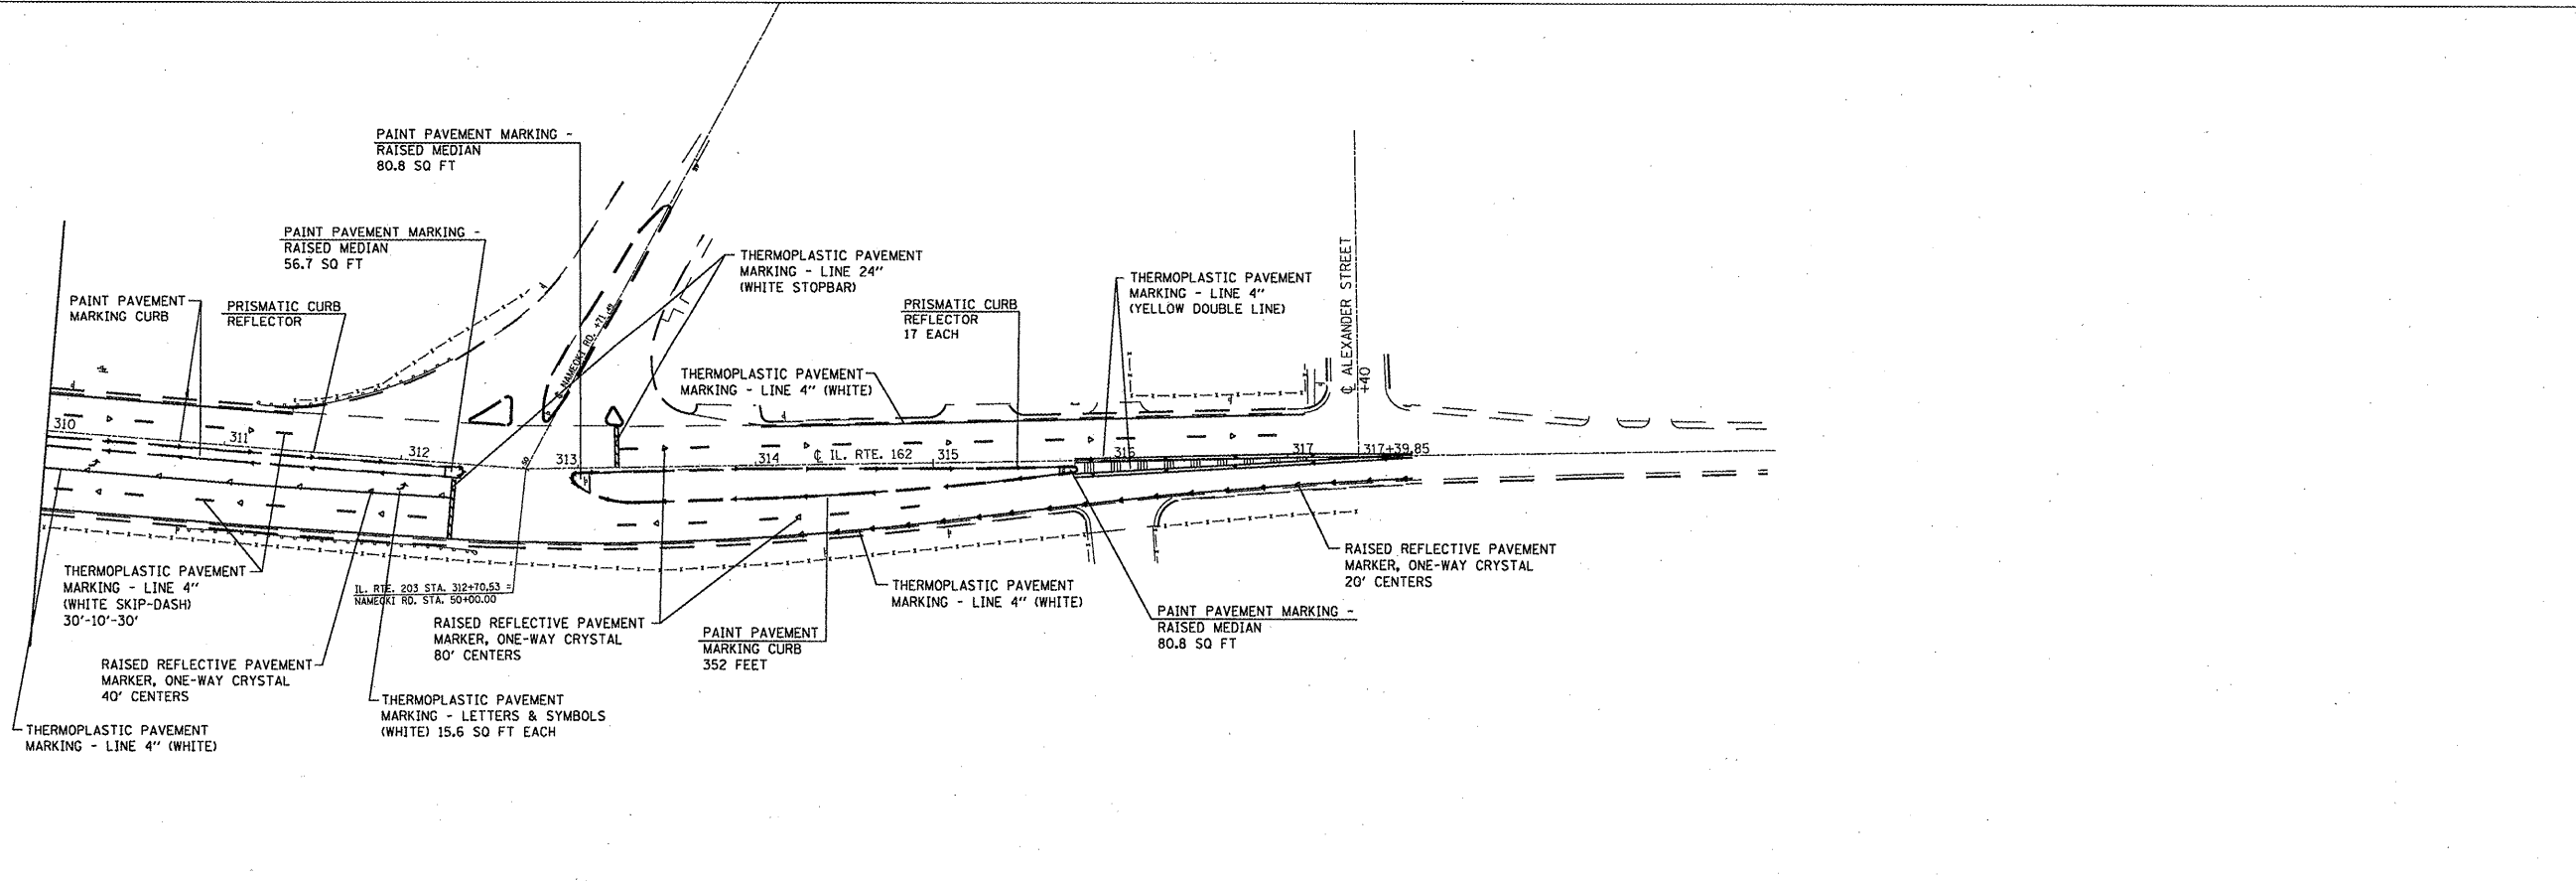 PAINT PAVEMENT MARKING -
RAISED MEDIAN
80.8 SQ FT
PAINT PAVEMENT MARKING -
RAISED MEDIAN
56.7 SQ FT
THERMOPLASTIC PAVEMENT
MARKING - LINE 24"
(WHITE STOPBAR)
THERMOPLASTIC PAVEMENT
MARKING - LINE 4"
(YELLOW DOUBLE LINE)
PAINT PAVEMENT
MARKING CURB
PRISMATIC CURB
REFLECTOR
PRISMATIC CURB
REFLECTOR
17 EACH
℄ ALEXANDER STREET
+40
NAMEOKI RD. +71.49
THERMOPLASTIC PAVEMENT
MARKING - LINE 4" (WHITE)
310
311
312
50
313
314
℄ IL. RTE. 162
315
316
317
317+39.85
THERMOPLASTIC PAVEMENT
MARKING - LINE 4"
(WHITE SKIP-DASH)
30'-10'-30'
IL. RTE. 203 STA. 312+70.53 =
NAMEOKI RD. STA. 50+00.00
RAISED REFLECTIVE PAVEMENT
MARKER, ONE-WAY CRYSTAL
80' CENTERS
PAINT PAVEMENT
MARKING CURB
352 FEET
THERMOPLASTIC PAVEMENT
MARKING - LINE 4" (WHITE)
RAISED REFLECTIVE PAVEMENT
MARKER, ONE-WAY CRYSTAL
20' CENTERS
PAINT PAVEMENT MARKING -
RAISED MEDIAN
80.8 SQ FT
RAISED REFLECTIVE PAVEMENT
MARKER, ONE-WAY CRYSTAL
40' CENTERS
THERMOPLASTIC PAVEMENT
MARKING - LETTERS & SYMBOLS
(WHITE) 15.6 SQ FT EACH
THERMOPLASTIC PAVEMENT
MARKING - LINE 4" (WHITE)